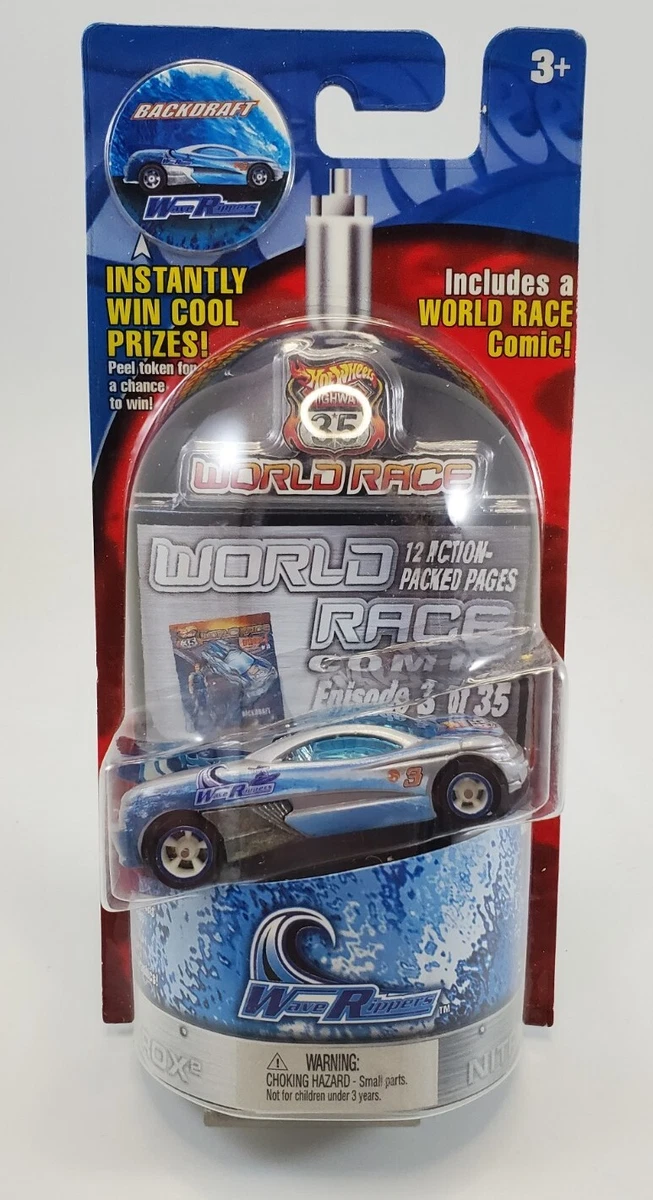 3+
BACKDRAFT
Wave Rippers
INSTANTLY
WIN COOL
PRIZES!
Peel token for
a chance
to win!
Includes a
WORLD RACE
Comic!
Hot Wheels
HIGHWAY
35
WORLD RACE
WORLD
12 ACTION-
PACKED PAGES
RACE
Episode 3 of 35
35
Wave Rippers
3
Wave Rippers™
WARNING:
CHOKING HAZARD - Small parts.
Not for children under 3 years.